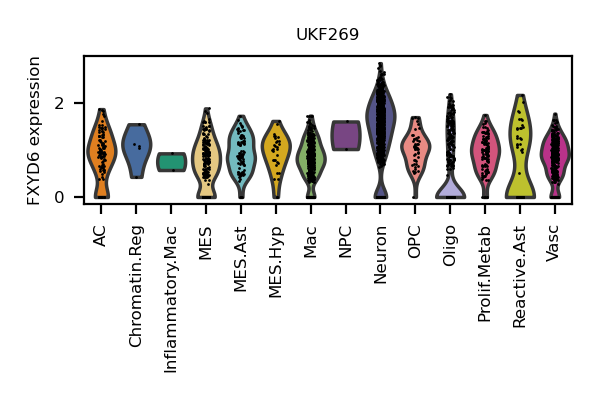 UKF269
FXYD6 expression
2
0
AC
Chromatin.Reg
Inflammatory.Mac
MES
MES.Ast
MES.Hyp
Mac
NPC
Neuron
OPC
Oligo
Prolif.Metab
Reactive.Ast
Vasc